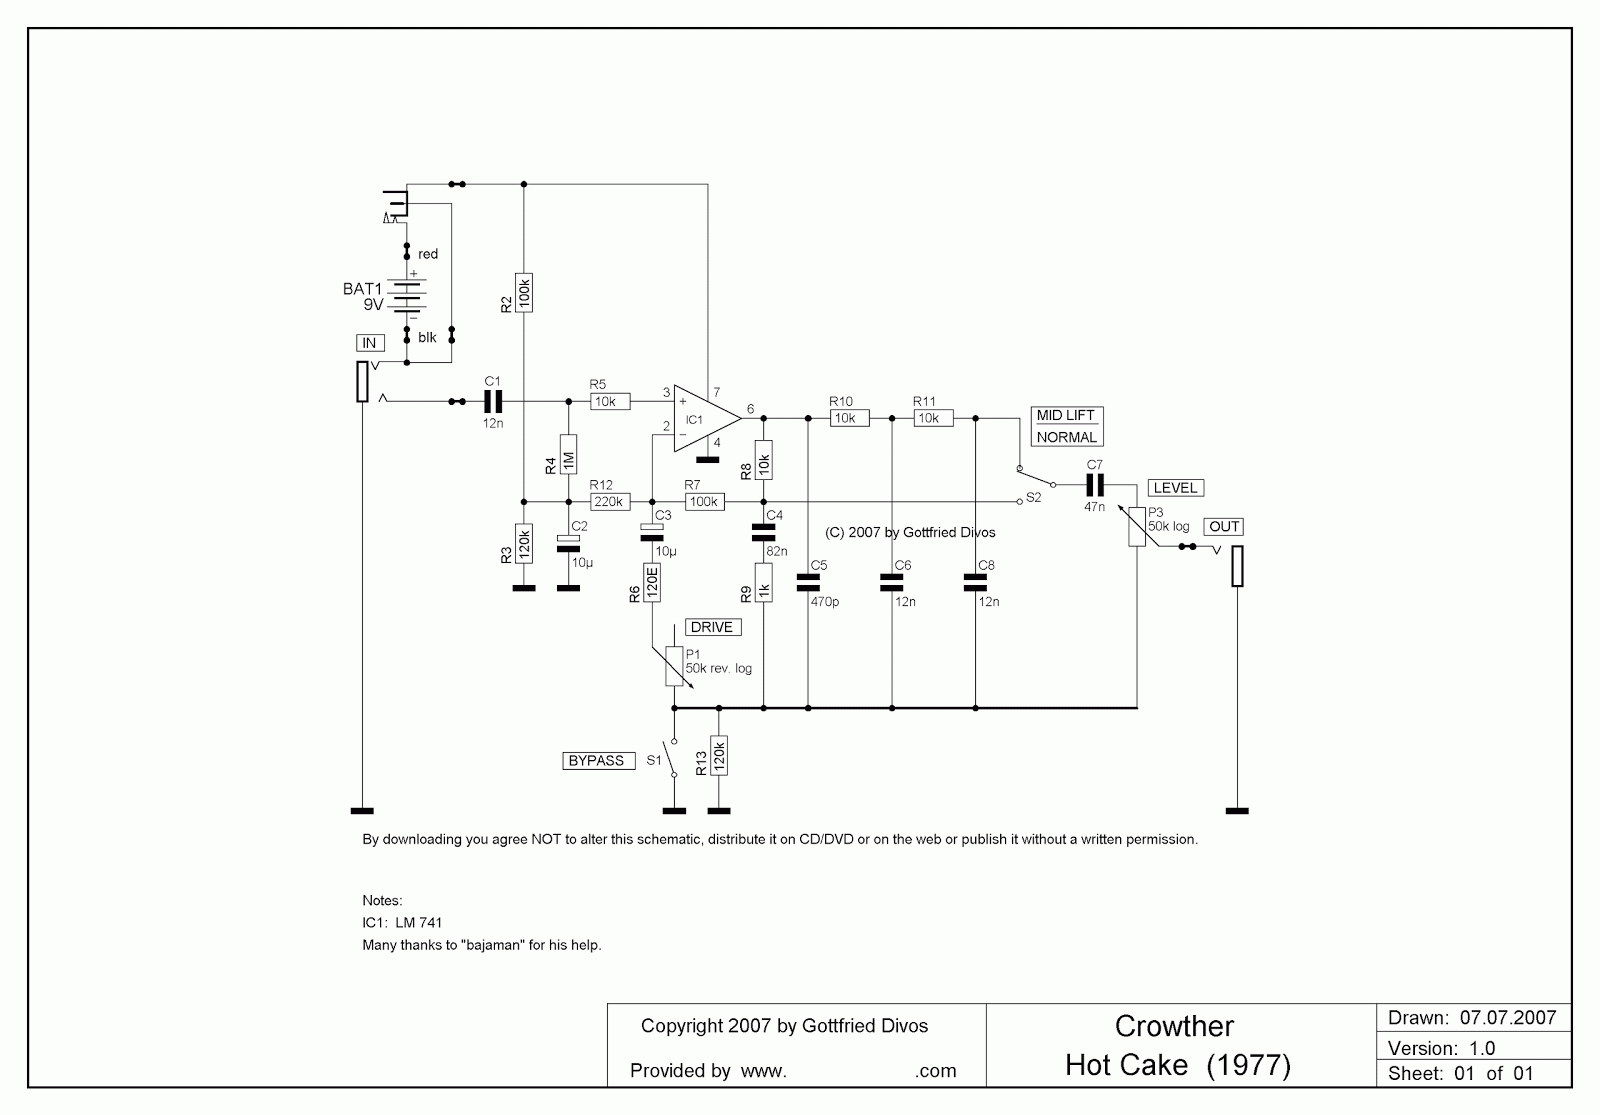 red
+
BAT1
9V
−
blk
IN
R2
100k
C1
12n
R5
10k
3
+
7
IC1
2
−
4
6
R10
10k
R11
10k
MID LIFT
NORMAL
R4
1M
R8
10k
R12
220k
R7
100k
S2
C7
47n
LEVEL
P3
50k log
OUT
R3
120k
C2
10µ
C3
10µ
C4
82n
(C) 2007 by Gottfried Divos
R6
120E
R9
1k
C5
470p
C6
12n
C8
12n
DRIVE
P1
50k rev. log
BYPASS
S1
R13
120k
By downloading you agree NOT to alter this schematic, distribute it on CD/DVD or on the web or publish it without a written permission.
Notes:
IC1: LM 741
Many thanks to "bajaman" for his help.
Copyright 2007 by Gottfried Divos
Provided by www. .com
Crowther
Hot Cake (1977)
Drawn: 07.07.2007
Version: 1.0
Sheet: 01 of 01